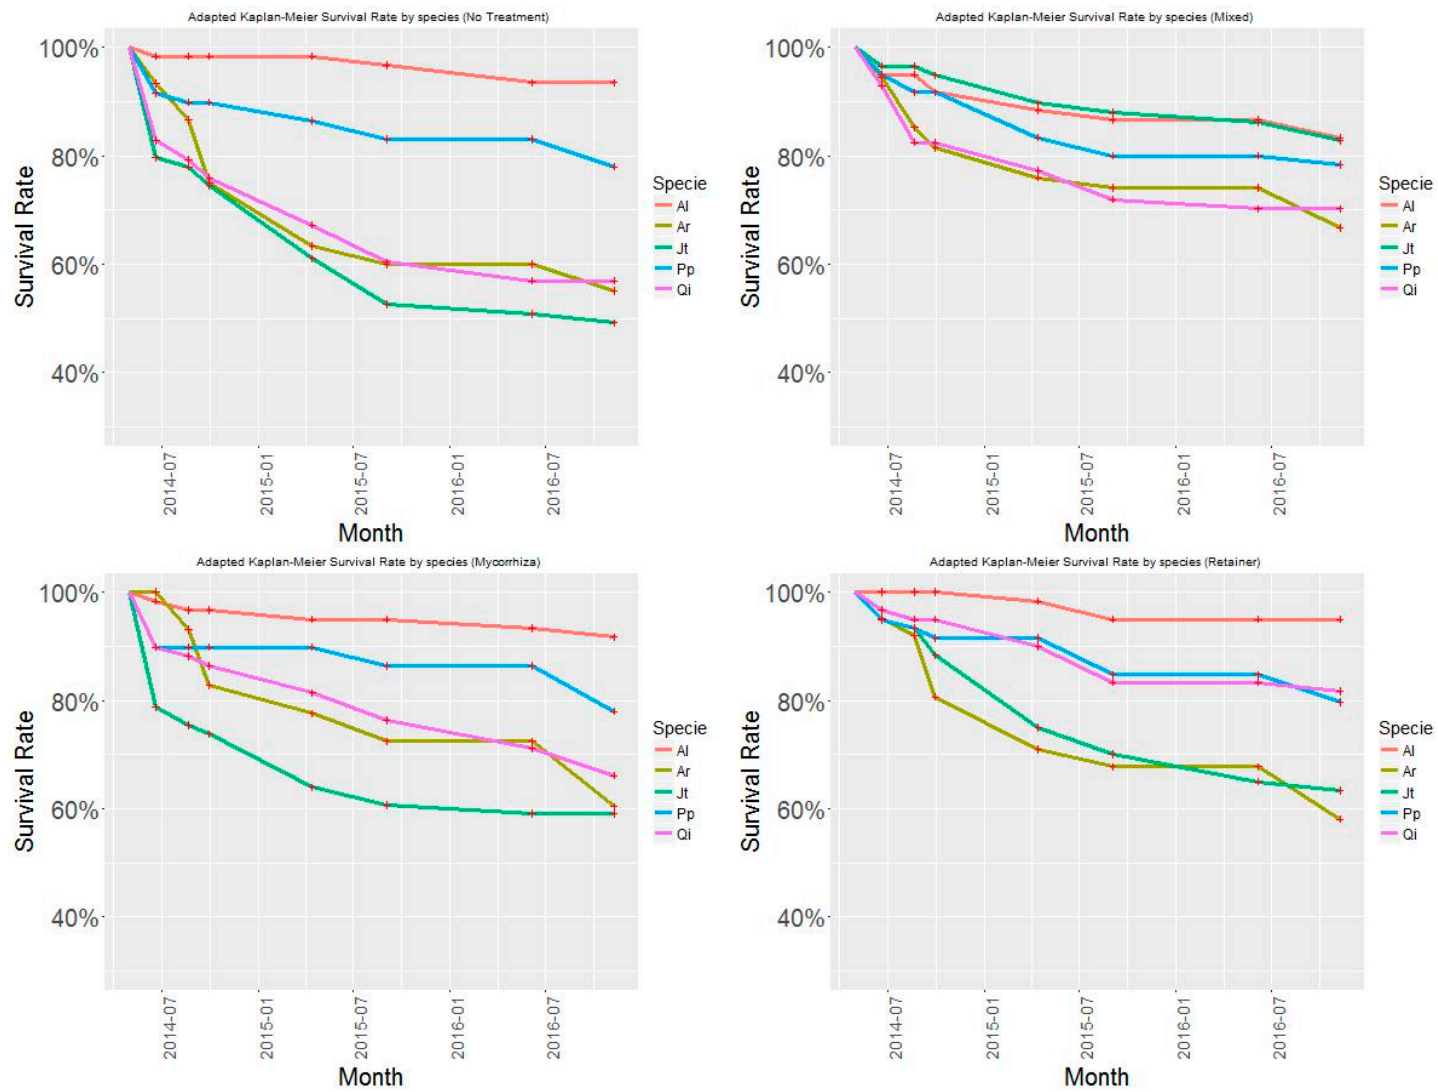 Adapted Kaplan-Meier Survival Rate by species (No Treatment)
100%
80%
60%
40%
Survival Rate
2014-07
2015-01
2015-07
2016-01
2016-07
Month
Specie
Al
Ar
Jt
Pp
Qi
Adapted Kaplan-Meier Survival Rate by species (Mixed)
100%
80%
60%
40%
Survival Rate
2014-07
2015-01
2015-07
2016-01
2016-07
Month
Specie
Al
Ar
Jt
Pp
Qi
Adapted Kaplan-Meier Survival Rate by species (Mycorrhiza)
100%
80%
60%
40%
Survival Rate
2014-07
2015-01
2015-07
2016-01
2016-07
Month
Specie
Al
Ar
Jt
Pp
Qi
Adapted Kaplan-Meier Survival Rate by species (Retainer)
100%
80%
60%
40%
Survival Rate
2014-07
2015-01
2015-07
2016-01
2016-07
Month
Specie
Al
Ar
Jt
Pp
Qi